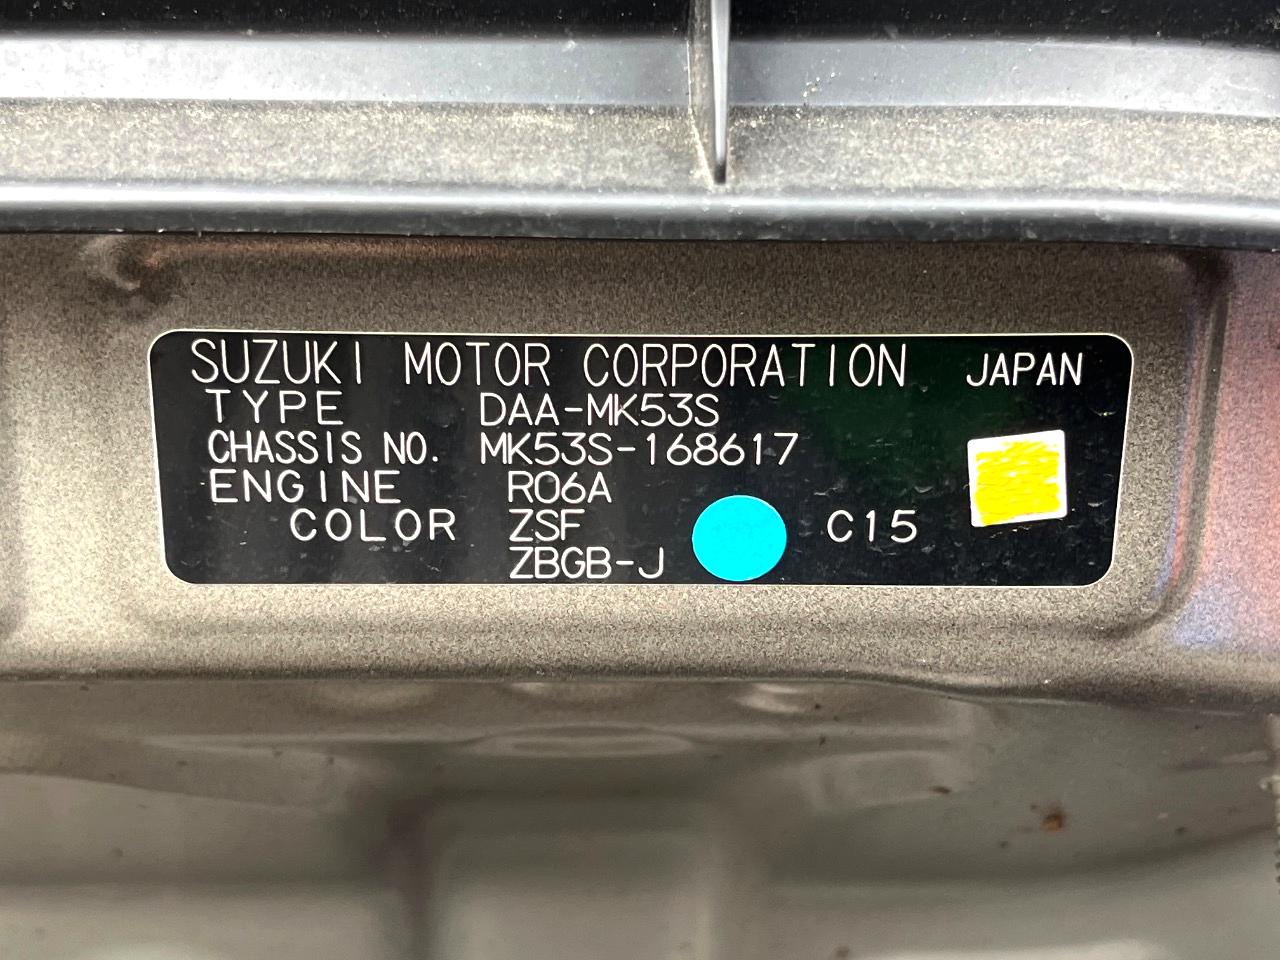 SUZUKI MOTOR CORPORATION JAPAN
TYPE DAA-MK53S
CHASSIS NO. MK53S-168617
ENGINE R06A
COLOR ZSF C15
ZBGB-J